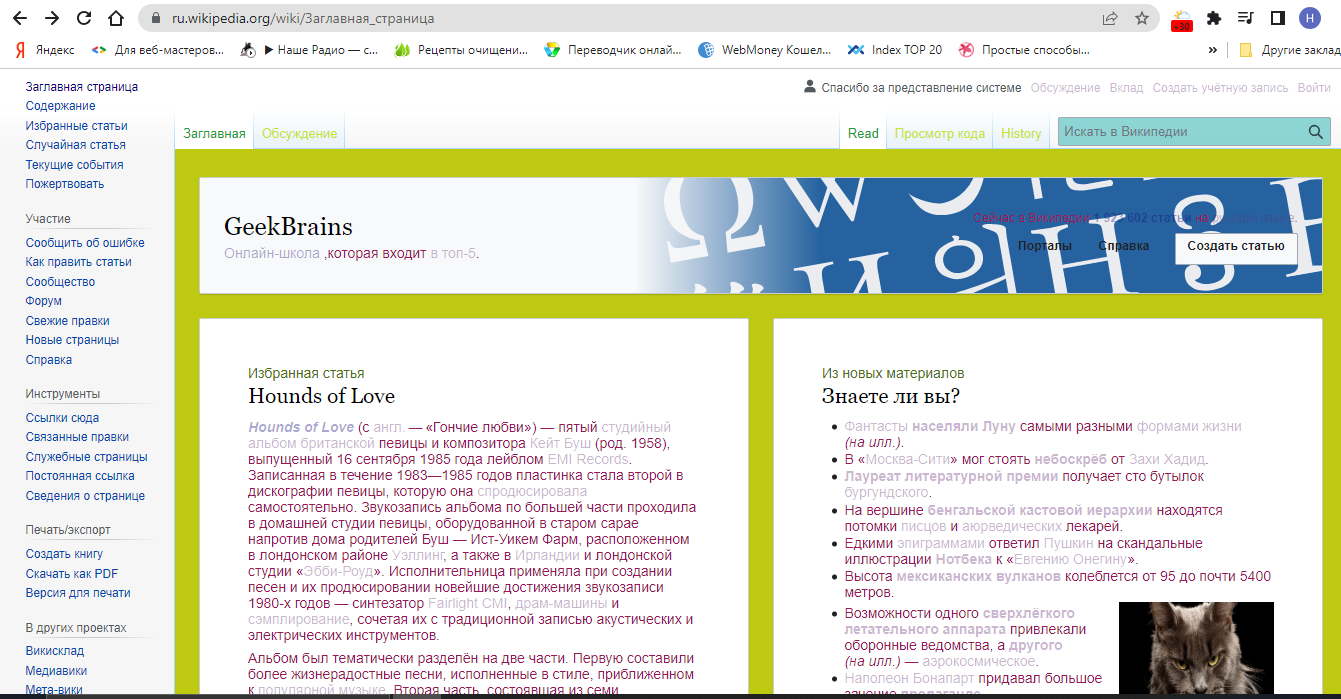 ru.wikipedia.org/wiki/Заглавная_страница
+30
H
Я Яндекс
Для веб-мастеров...
▶ Наше Радио — с...
Рецепты очищени...
Переводчик онлай...
WebMoney Кошел...
Index TOP 20
Простые способы...
»
Другие заклад
Заглавная страница
Содержание
Избранные статьи
Случайная статья
Текущие события
Пожертвовать
Участие
Сообщить об ошибке
Как править статьи
Сообщество
Форум
Свежие правки
Новые страницы
Справка
Инструменты
Ссылки сюда
Связанные правки
Служебные страницы
Постоянная ссылка
Сведения о странице
Печать/экспорт
Создать книгу
Скачать как PDF
Версия для печати
В других проектах
Викисклад
Медиавики
Мета-вики
Спасибо за представление системе Обсуждение Вклад Создать учётную запись Войти
Заглавная Обсуждение
Read Просмотр кода History
Искать в Википедии
GeekBrains
Онлайн-школа ,которая входит в топ-5.
Сейчас в Википедии 1 927 602 статьи на русском языке.
Порталы Справка Создать статью
Избранная статья
Hounds of Love
Hounds of Love (с англ. — «Гончие любви») — пятый студийный
альбом британской певицы и композитора Кейт Буш (род. 1958),
выпущенный 16 сентября 1985 года лейблом EMI Records.
Записанная в течение 1983—1985 годов пластинка стала второй в
дискографии певицы, которую она спродюсировала
самостоятельно. Звукозапись альбома по большей части проходила
в домашней студии певицы, оборудованной в старом сарае
напротив дома родителей Буш — Ист-Уикем Фарм, расположенном
в лондонском районе Уэллинг, а также в Ирландии и лондонской
студии «Эбби-Роуд». Исполнительница применяла при создании
песен и их продюсировании новейшие достижения звукозаписи
1980-х годов — синтезатор Fairlight CMI, драм-машины и
сэмплирование, сочетая их с традиционной записью акустических и
электрических инструментов.
Альбом был тематически разделён на две части. Первую составили
более жизнерадостные песни, исполненные в стиле, приближенном
к популярной музыке. Вторая часть, состоявшая из семи
Из новых материалов
Знаете ли вы?
Фантасты населяли Луну самыми разными формами жизни
(на илл.).
В «Москва-Сити» мог стоять небоскрёб от Захи Хадид.
Лауреат литературной премии получает сто бутылок
бургундского.
На вершине бенгальской кастовой иерархии находятся
потомки писцов и аюрведических лекарей.
Едкими эпиграммами ответил Пушкин на скандальные
иллюстрации Нотбека к «Евгению Онегину».
Высота мексиканских вулканов колеблется от 95 до почти 5400
метров.
Возможности одного сверхлёгкого
летательного аппарата привлекали
оборонные ведомства, а другого
(на илл.) — аэрокосмическое.
Наполеон Бонапарт придавал большое
значение пропаганде